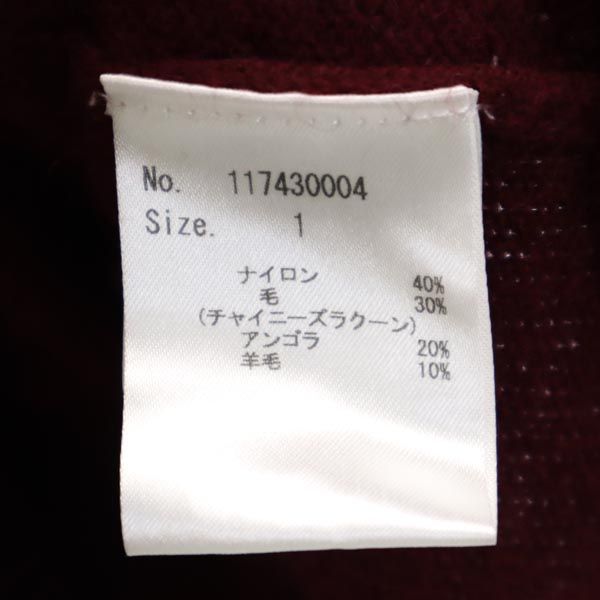 No. 117430004
Size. 1
ナイロン 40%
毛 30%
(チャイニーズラクーン)
アンゴラ 20%
羊毛 10%